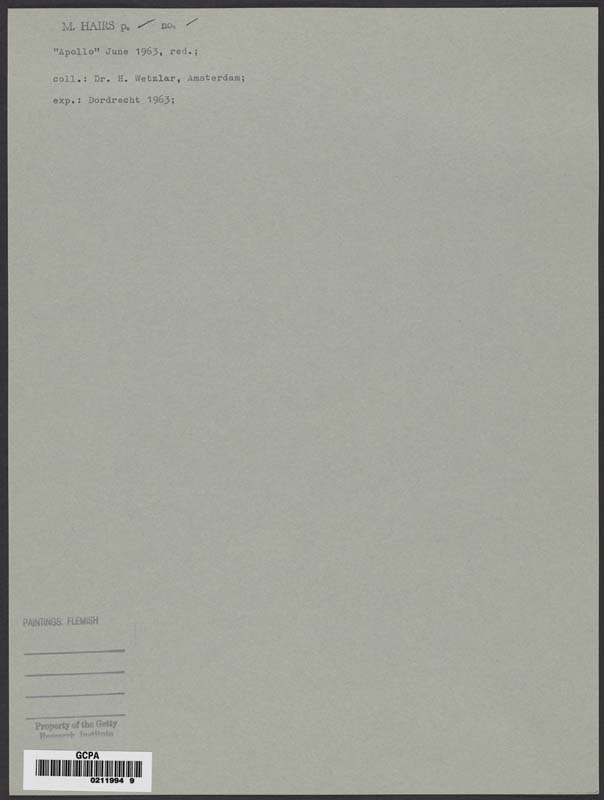 M. HAIRS p. no.
"Apollo" June 1963, red.;
coll.: Dr. H. Wetzlar, Amsterdam;
exp.: Dordrecht 1963;
PAINTINGS: FLEMISH
Property of the Getty
Research Institute
GCPA
0211994 9